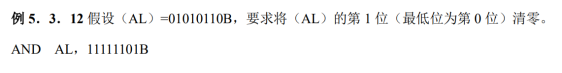 例 5．3．12 假设（AL）=01010110B，要求将（AL）的第 1 位（最低位为第 0 位）清零。
AND AL，11111101B